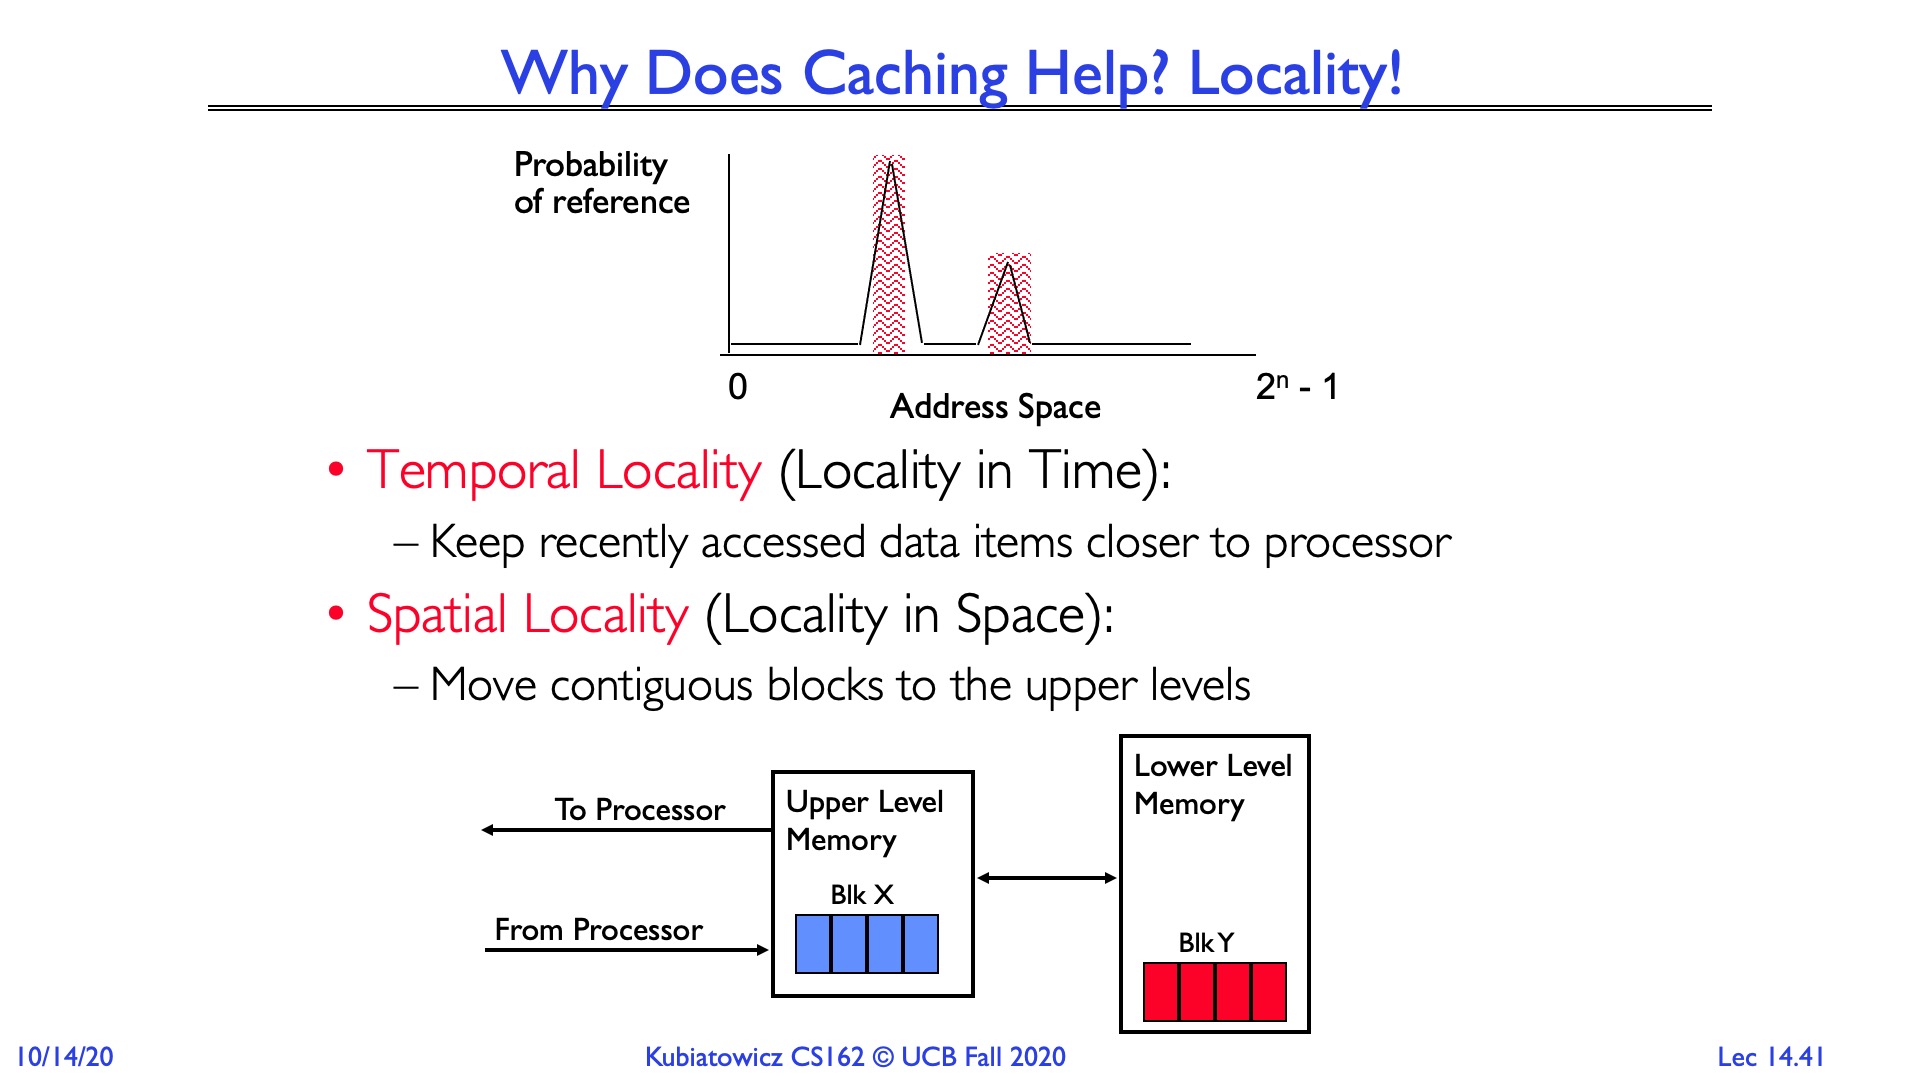 Why Does Caching Help? Locality!
Probability
of reference
0
2ⁿ - 1
Address Space
• Temporal Locality (Locality in Time):
– Keep recently accessed data items closer to processor
• Spatial Locality (Locality in Space):
– Move contiguous blocks to the upper levels
To Processor
From Processor
Upper Level
Memory
Blk X
Lower Level
Memory
Blk Y
10/14/20
Kubiatowicz CS162 © UCB Fall 2020
Lec 14.41